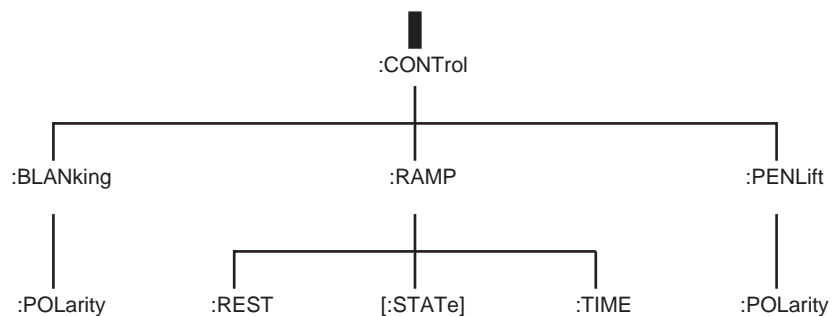 :CONTrol
:BLANking :RAMP :PENLift
:POLarity :REST [:STATe] :TIME :POLarity